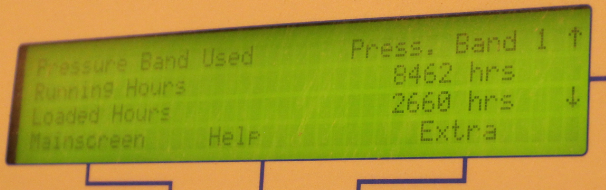 Pressure Band Used Press. Band 1 ↑
Running Hours 8462 hrs
Loaded Hours 2660 hrs ↓
Mainscreen Help Extra